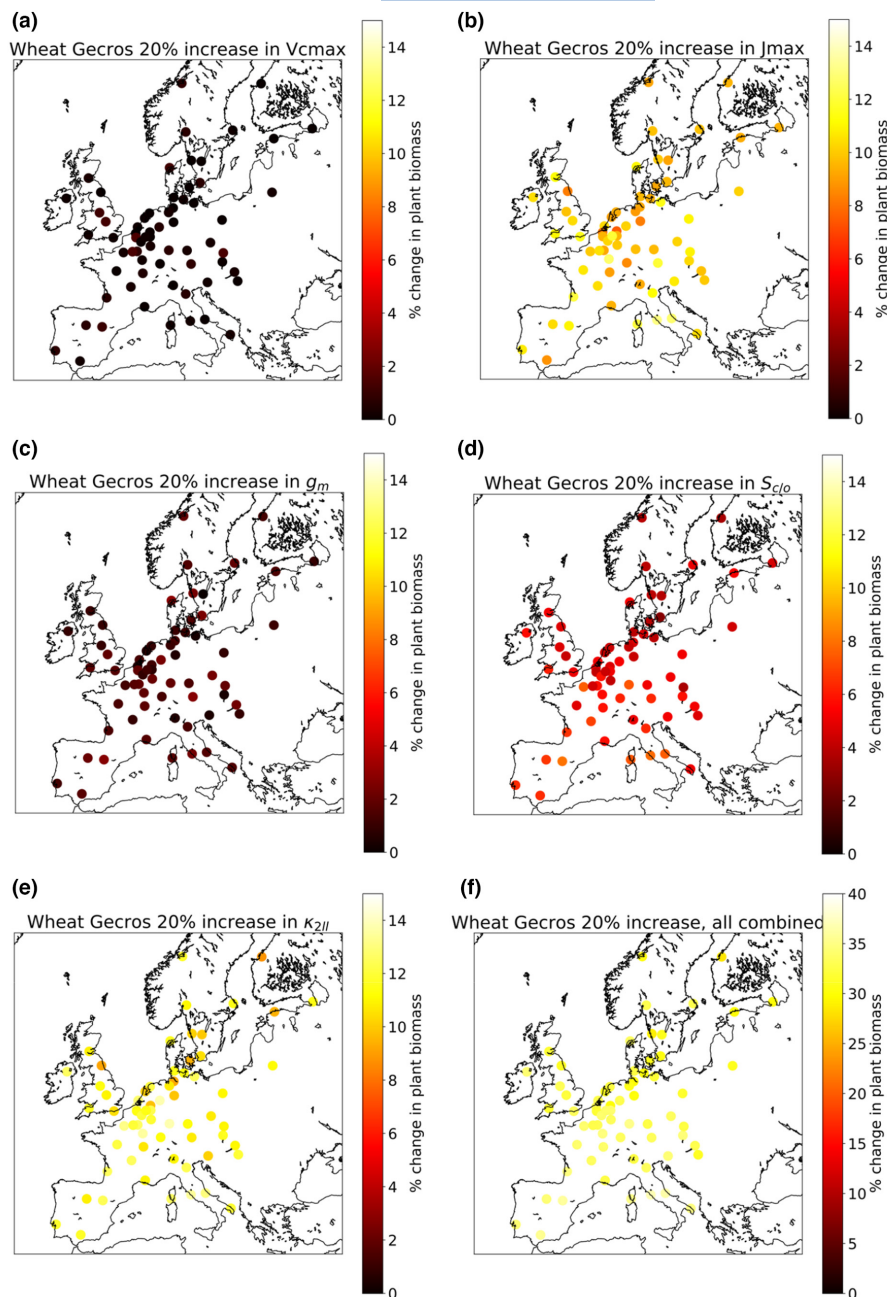 (a)
Wheat Gecros 20% increase in Vcmax
14
12
10
8
6
4
2
0
% change in plant biomass
(b)
Wheat Gecros 20% increase in Jmax
14
12
10
8
6
4
2
0
% change in plant biomass
(c)
Wheat Gecros 20% increase in gₘ
14
12
10
8
6
4
2
0
% change in plant biomass
(d)
Wheat Gecros 20% increase in S_c/o
14
12
10
8
6
4
2
0
% change in plant biomass
(e)
Wheat Gecros 20% increase in κ₂ₗₗ
14
12
10
8
6
4
2
0
% change in plant biomass
(f)
Wheat Gecros 20% increase, all combined
40
35
30
25
20
15
10
5
0
% change in plant biomass